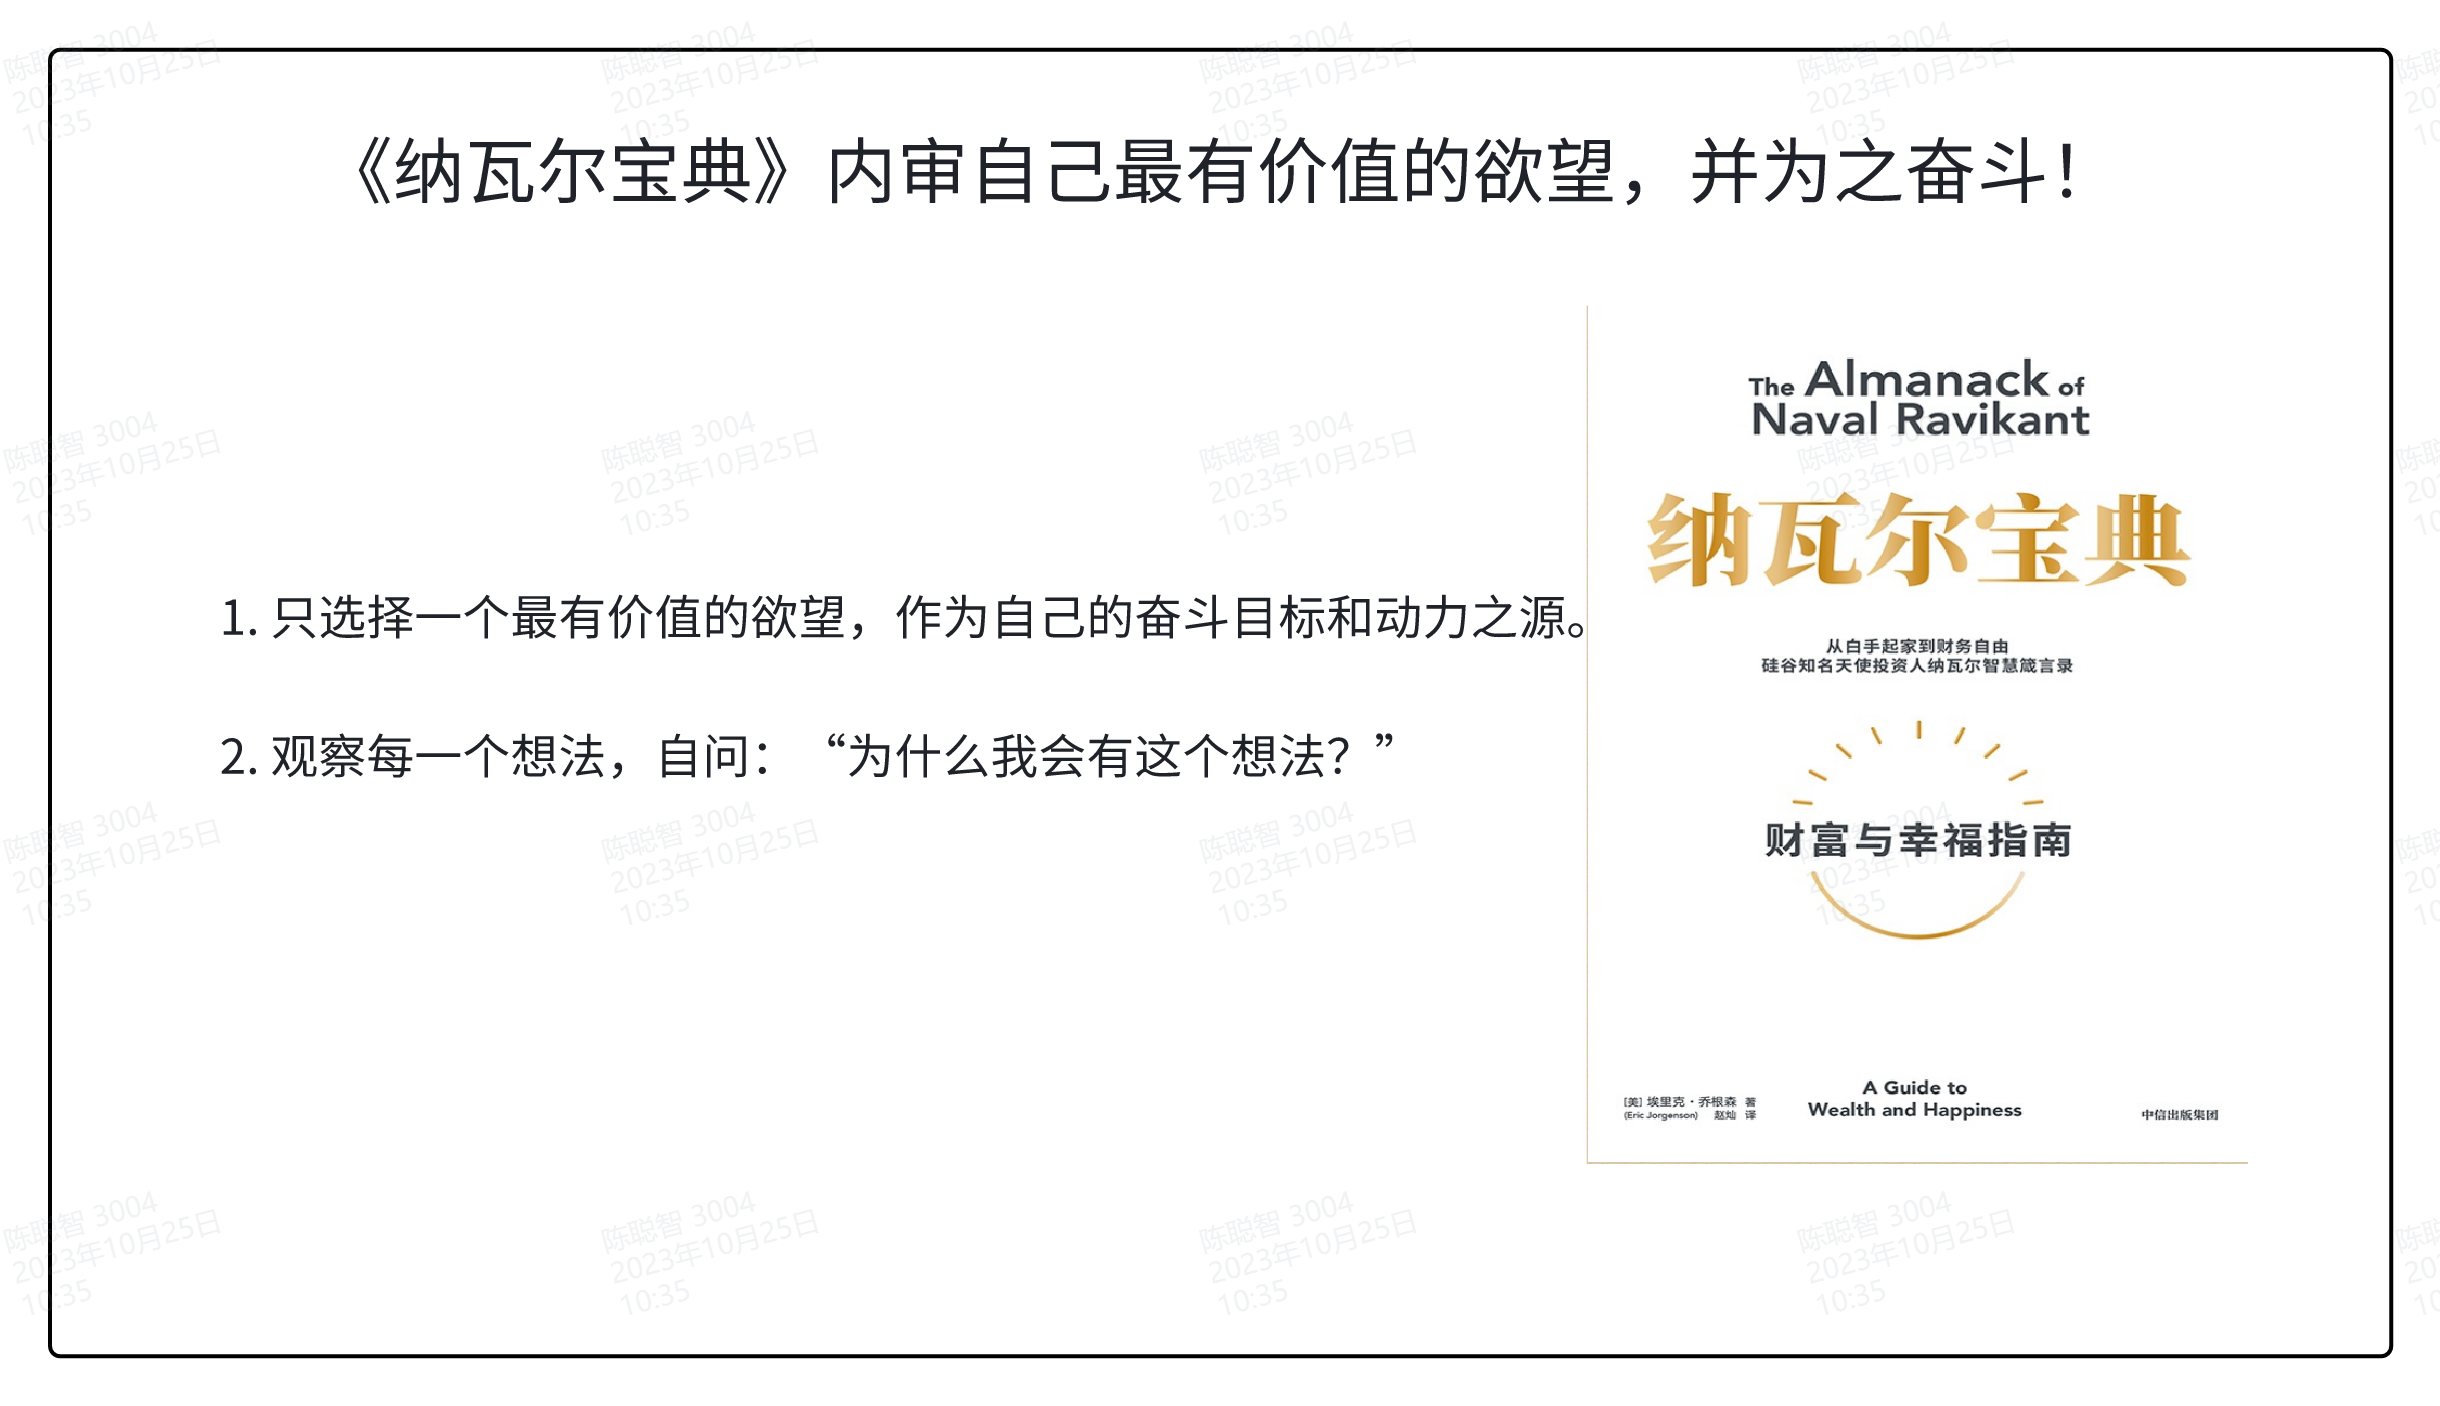 《纳瓦尔宝典》内审自己最有价值的欲望，并为之奋斗！
1. 只选择一个最有价值的欲望，作为自己的奋斗目标和动力之源。
2. 观察每一个想法，自问：“为什么我会有这个想法？”
The Almanack of
Naval Ravikant
纳瓦尔宝典
从白手起家到财务自由
硅谷知名天使投资人纳瓦尔智慧箴言录
财富与幸福指南
A Guide to
Wealth and Happiness
[美] 埃里克·乔根森 著
(Eric Jorgenson) 赵灿 译
中信出版集团
陈聪智 3004
2023年10月25日
10:35